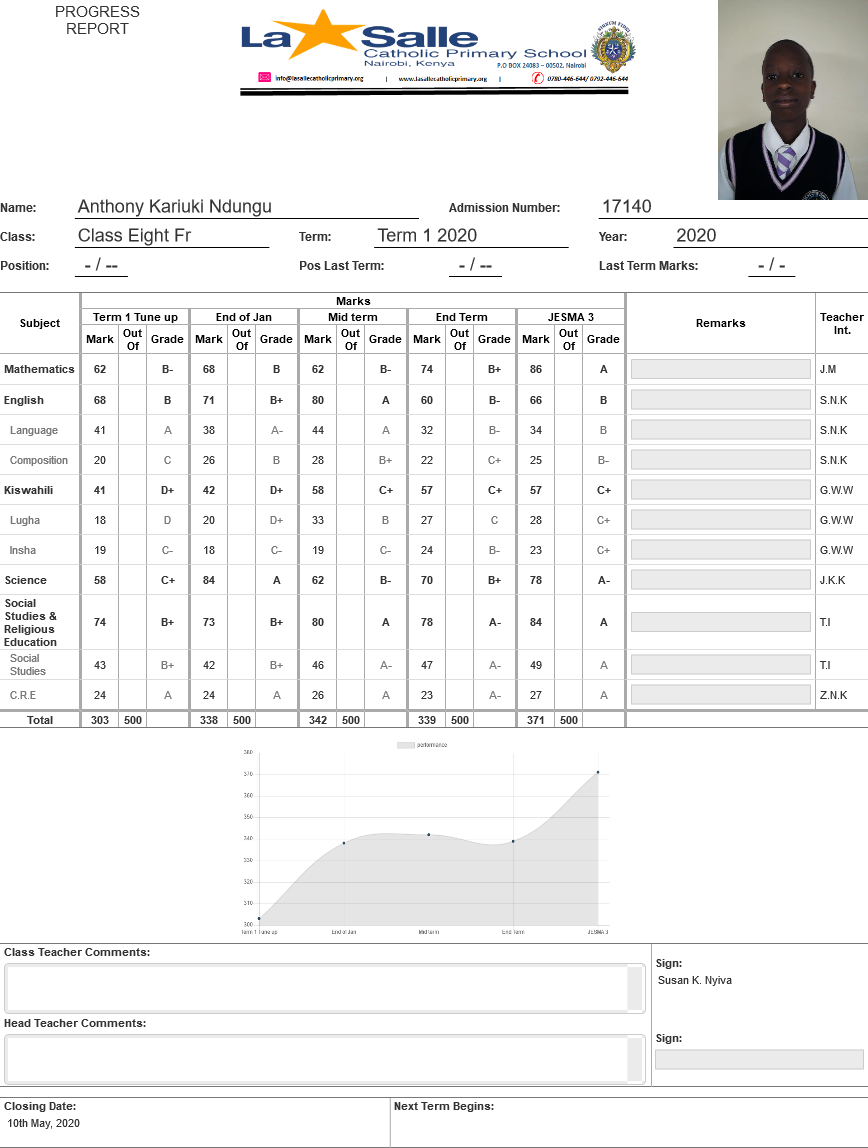 PROGRESS
REPORT
La Salle
Catholic Primary School
Nairobi, Kenya
P.O BOX 24083 – 00502, Nairobi
info@lasallecatholicprimary.org | www.lasallecatholicprimary.org | 0780-446-644/ 0792-446-644
Name: Anthony Kariuki Ndungu Admission Number: 17140
Class: Class Eight Fr Term: Term 1 2020 Year: 2020
Position: - / -- Pos Last Term: - / -- Last Term Marks: - / -
Subject Marks Remarks Teacher Int.
Term 1 Tune up End of Jan Mid term End Term JESMA 3
Mark Out Of Grade Mark Out Of Grade Mark Out Of Grade Mark Out Of Grade Mark Out Of Grade
Mathematics 62 B- 68 B 62 B- 74 B+ 86 A J.M
English 68 B 71 B+ 80 A 60 B- 66 B S.N.K
Language 41 A 38 A- 44 A 32 B- 34 B S.N.K
Composition 20 C 26 B 28 B+ 22 C+ 25 B- S.N.K
Kiswahili 41 D+ 42 D+ 58 C+ 57 C+ 57 C+ G.W.W
Lugha 18 D 20 D+ 33 B 27 C 28 C+ G.W.W
Insha 19 C- 18 C- 19 C- 24 B- 23 C+ G.W.W
Science 58 C+ 84 A 62 B- 70 B+ 78 A- J.K.K
Social Studies & Religious Education 74 B+ 73 B+ 80 A 78 A- 84 A T.I
Social Studies 43 B+ 42 B+ 46 A- 47 A- 49 A T.I
C.R.E 24 A 24 A 26 A 23 A- 27 A Z.N.K
Total 303 500 338 500 342 500 339 500 371 500
performance
380
370
360
350
340
330
320
310
300
Term 1 Tune up End of Jan Mid term End Term JESMA 3
Class Teacher Comments:
Sign:
Susan K. Nyiva
Head Teacher Comments:
Sign:
Closing Date: Next Term Begins:
10th May, 2020